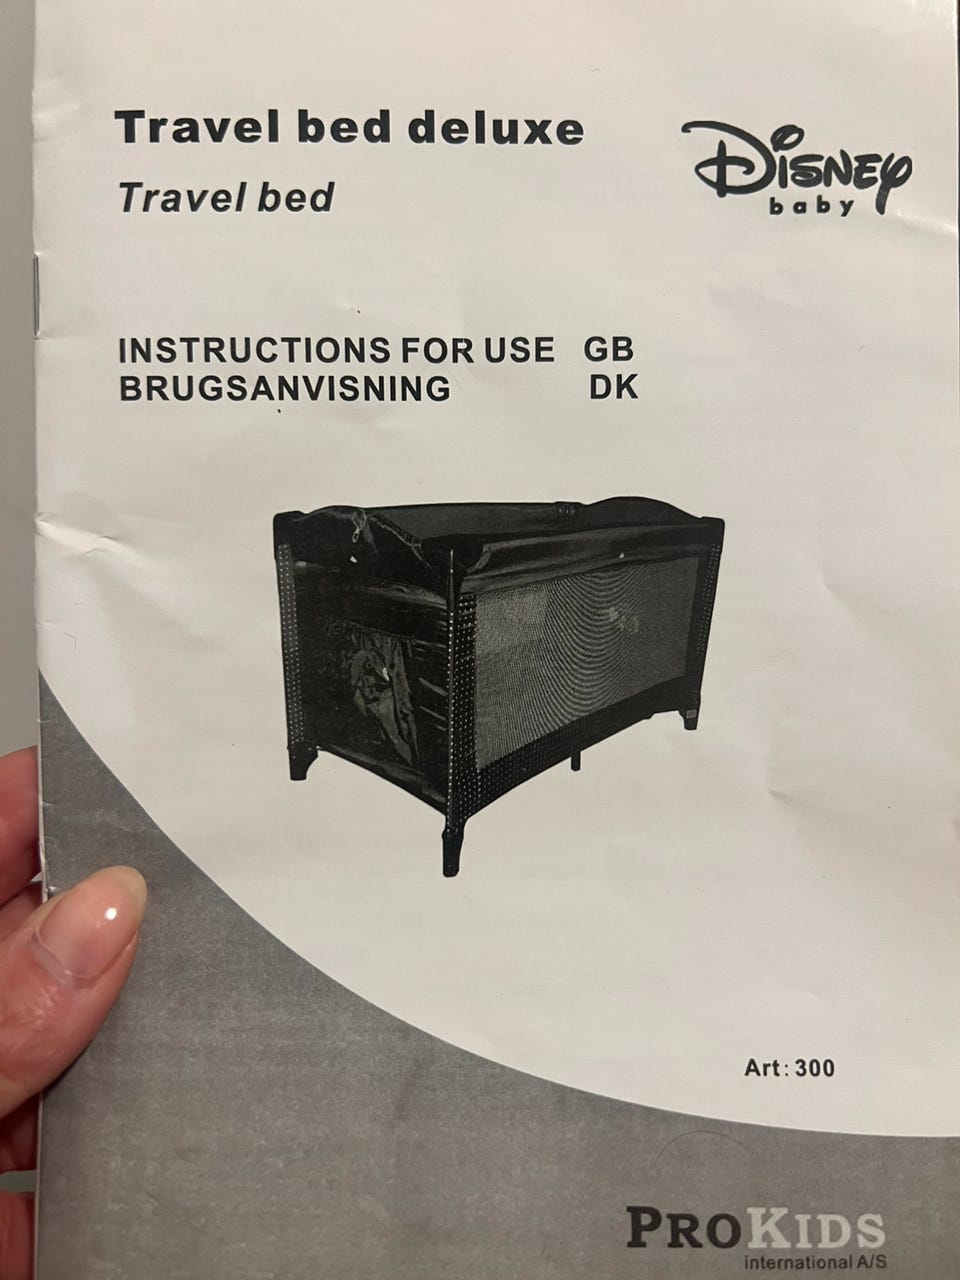 Travel bed deluxe
Travel bed
Disney
baby
INSTRUCTIONS FOR USE GB
BRUGSANVISNING DK
Art: 300
PROKIDS
international A/S